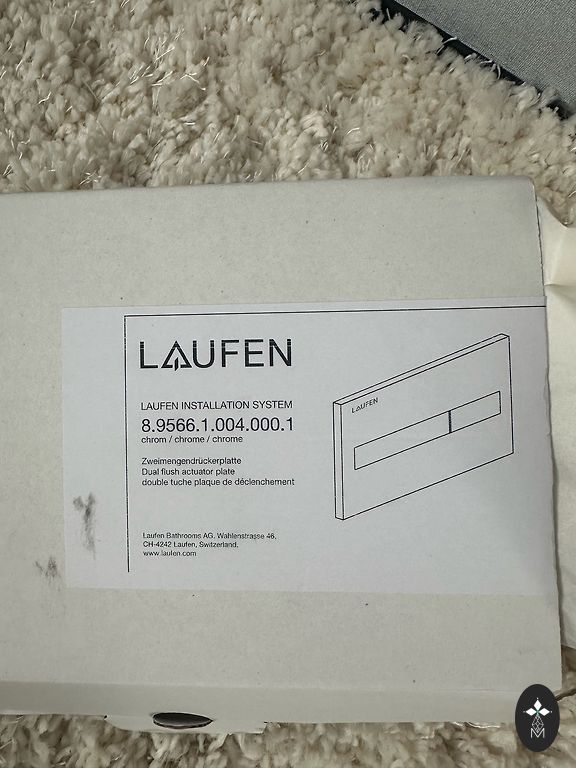 LAUFEN
LAUFEN INSTALLATION SYSTEM
8.9566.1.004.000.1
chrom / chrome / chrome
Zweimengendrückerplatte
Dual flush actuator plate
double tuche plaque de déclenchement
Laufen Bathrooms AG, Wahlenstrasse 46,
CH-4242 Laufen, Switzerland,
www.laufen.com
LAUFEN
M